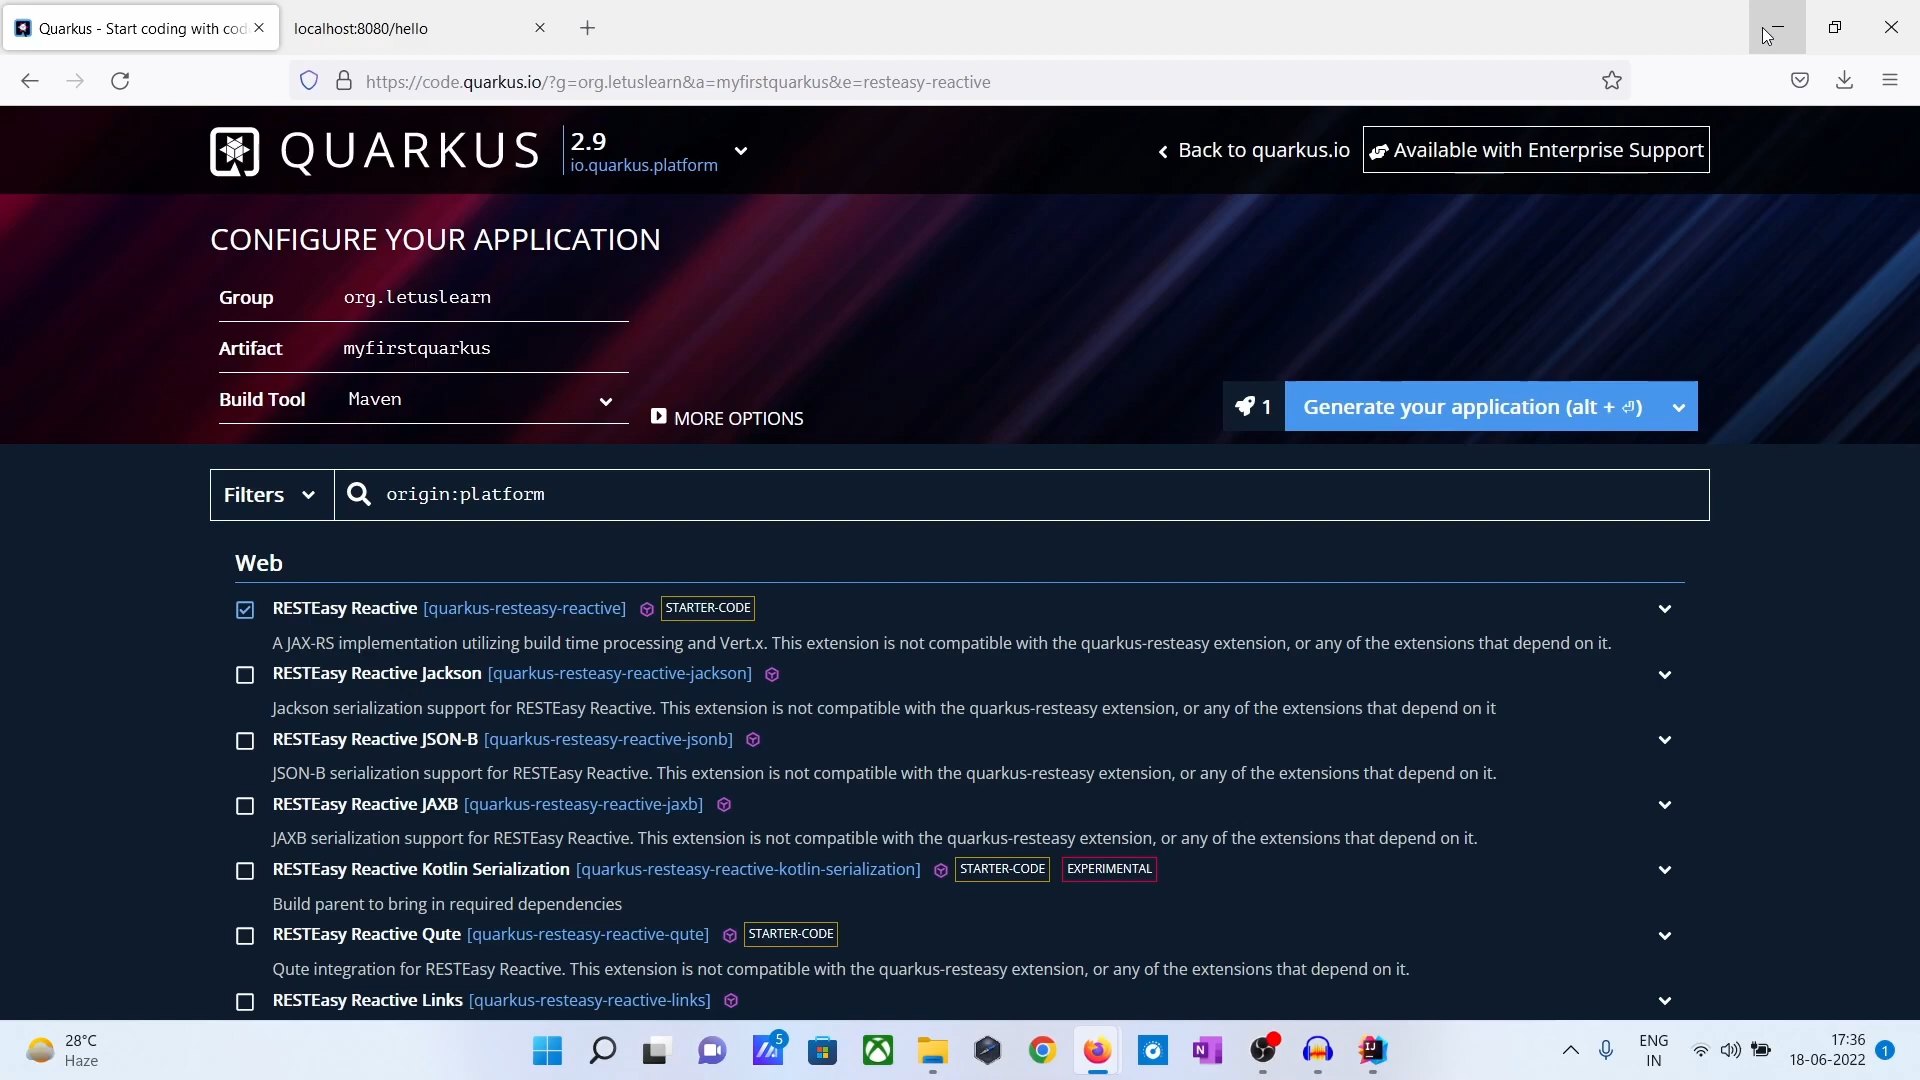 Quarkus - Start coding with cod
localhost:8080/hello
https://code.quarkus.io/?g=org.letuslearn&a=myfirstquarkus&e=resteasy-reactive
QUARKUS
2.9
io.quarkus.platform
Back to quarkus.io
Available with Enterprise Support
CONFIGURE YOUR APPLICATION
Group org.letuslearn
Artifact myfirstquarkus
Build Tool Maven
MORE OPTIONS
1
Generate your application (alt + ⏎)
Filters
origin:platform
Web
RESTEasy Reactive [quarkus-resteasy-reactive] STARTER-CODE
A JAX-RS implementation utilizing build time processing and Vert.x. This extension is not compatible with the quarkus-resteasy extension, or any of the extensions that depend on it.
RESTEasy Reactive Jackson [quarkus-resteasy-reactive-jackson]
Jackson serialization support for RESTEasy Reactive. This extension is not compatible with the quarkus-resteasy extension, or any of the extensions that depend on it
RESTEasy Reactive JSON-B [quarkus-resteasy-reactive-jsonb]
JSON-B serialization support for RESTEasy Reactive. This extension is not compatible with the quarkus-resteasy extension, or any of the extensions that depend on it.
RESTEasy Reactive JAXB [quarkus-resteasy-reactive-jaxb]
JAXB serialization support for RESTEasy Reactive. This extension is not compatible with the quarkus-resteasy extension, or any of the extensions that depend on it.
RESTEasy Reactive Kotlin Serialization [quarkus-resteasy-reactive-kotlin-serialization] STARTER-CODE EXPERIMENTAL
Build parent to bring in required dependencies
RESTEasy Reactive Qute [quarkus-resteasy-reactive-qute] STARTER-CODE
Qute integration for RESTEasy Reactive. This extension is not compatible with the quarkus-resteasy extension, or any of the extensions that depend on it.
RESTEasy Reactive Links [quarkus-resteasy-reactive-links]
28°C
Haze
5
N
IJ
ENG
IN
17:36
18-06-2022
1